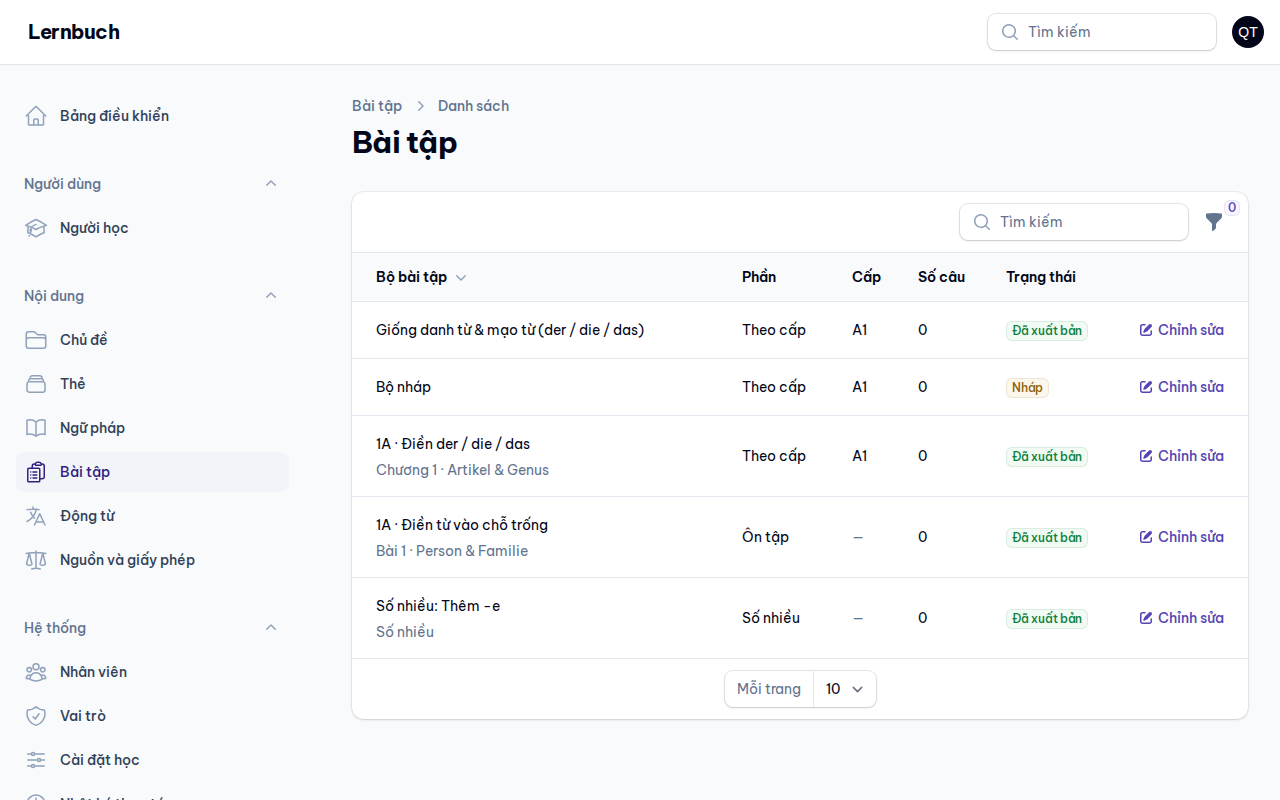 Lernbuch
Tìm kiếm
QT
Bảng điều khiển
Người dùng
Người học
Nội dung
Chủ đề
Thẻ
Ngữ pháp
Bài tập
Động từ
Nguồn và giấy phép
Hệ thống
Nhân viên
Vai trò
Cài đặt học
Bài tập > Danh sách
Bài tập
Tìm kiếm
0
Bộ bài tập Phần Cấp Số câu Trạng thái
Giống danh từ & mạo từ (der / die / das) Theo cấp A1 0 Đã xuất bản Chỉnh sửa
Bộ nháp Theo cấp A1 0 Nháp Chỉnh sửa
1A · Điền der / die / das Theo cấp A1 0 Đã xuất bản Chỉnh sửa
Chương 1 · Artikel & Genus
1A · Điền từ vào chỗ trống Ôn tập – 0 Đã xuất bản Chỉnh sửa
Bài 1 · Person & Familie
Số nhiều: Thêm -e Số nhiều – 0 Đã xuất bản Chỉnh sửa
Số nhiều
Mỗi trang 10